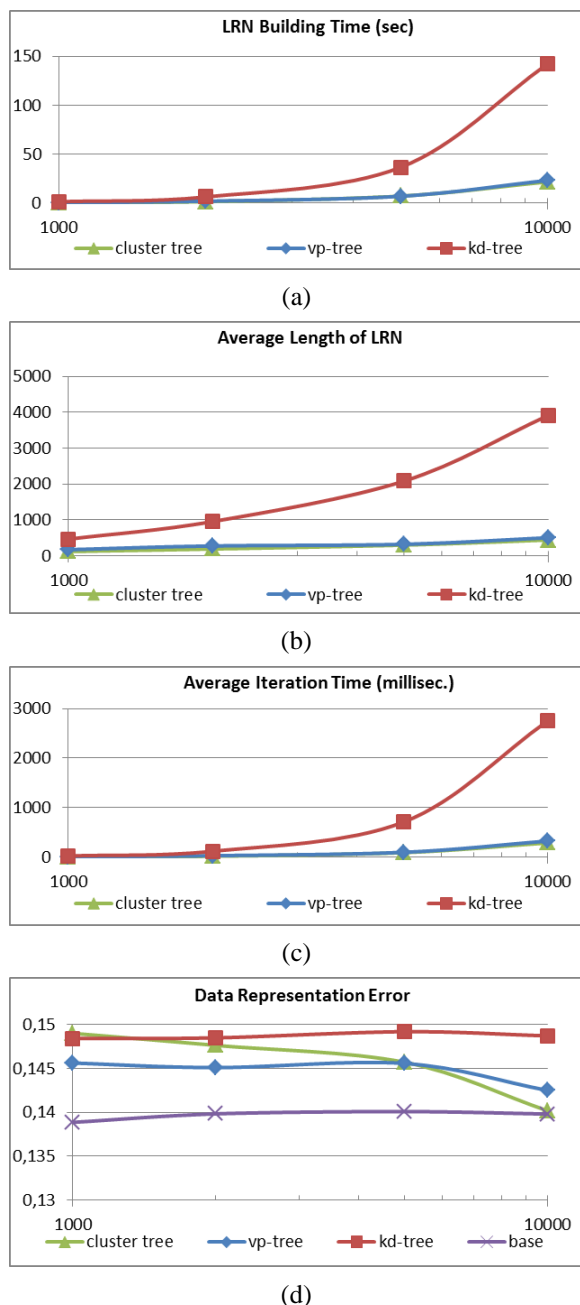 LRN Building Time (sec)
150
100
50
0
1000 10000
cluster tree vp-tree kd-tree
(a)
Average Length of LRN
5000
4000
3000
2000
1000
0
1000 10000
cluster tree vp-tree kd-tree
(b)
Average Iteration Time (millisec.)
3000
2000
1000
0
1000 10000
cluster tree vp-tree kd-tree
(c)
Data Representation Error
0,15
0,145
0,14
0,135
0,13
1000 10000
cluster tree vp-tree kd-tree base
(d)